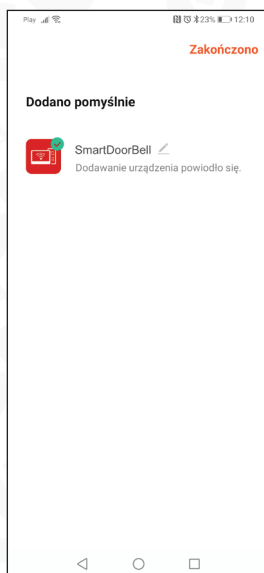 Play 23% 12:10
Zakończono
Dodano pomyślnie
SmartDoorBell
Dodawanie urządzenia powiodło się.